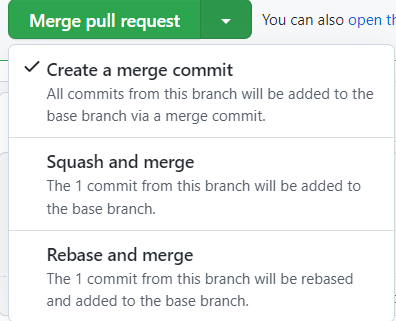 Merge pull request
You can also open th
Create a merge commit
All commits from this branch will be added to the
base branch via a merge commit.
Squash and merge
The 1 commit from this branch will be added to
the base branch.
Rebase and merge
The 1 commit from this branch will be rebased
and added to the base branch.